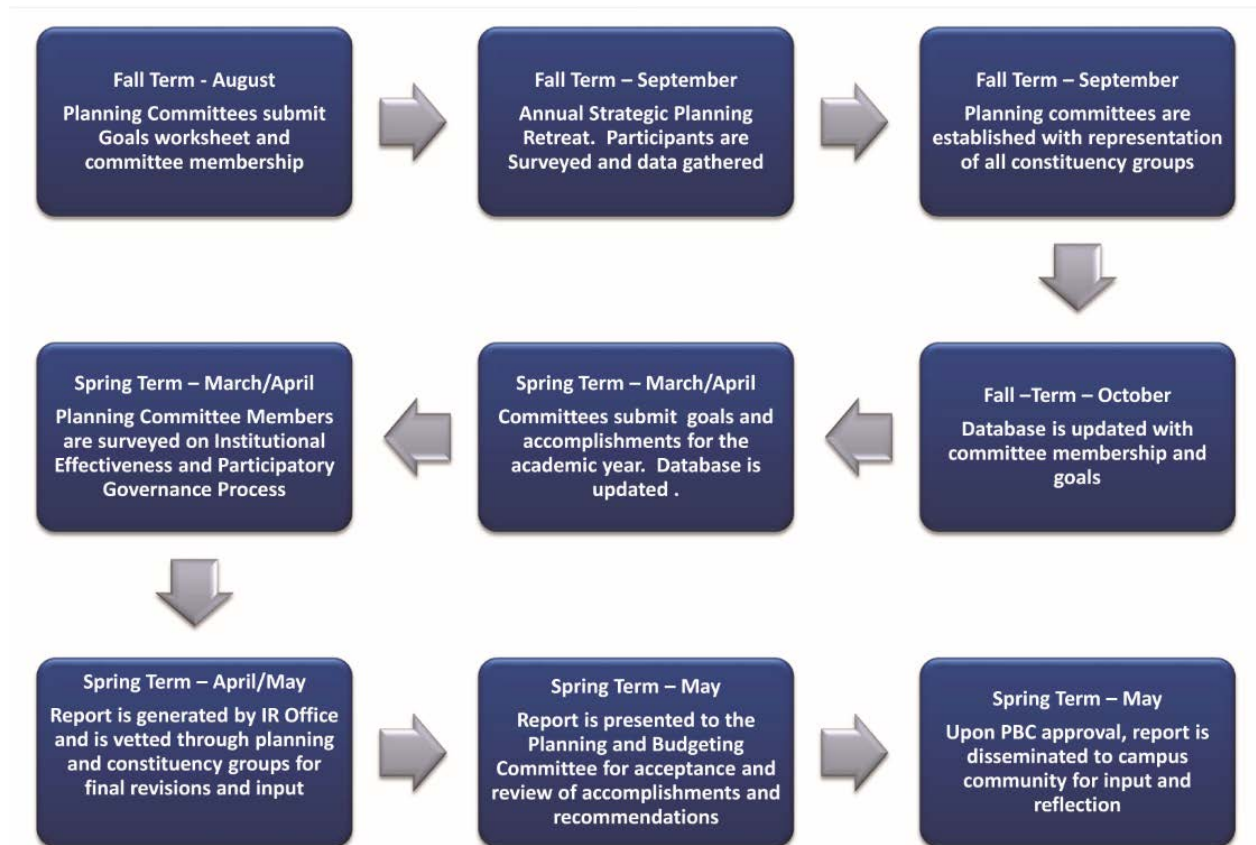 Fall Term - August
Planning Committees submit
Goals worksheet and
committee membership
Fall Term – September
Annual Strategic Planning
Retreat.  Participants are
Surveyed and data gathered
Fall Term – September
Planning committees are
established with representation
of all constituency groups
Fall –Term – October
Database is updated with
committee membership and
goals
Spring Term – March/April
Committees submit  goals and
accomplishments for the
academic year.  Database is
updated .
Spring Term – March/April
Planning Committee Members
are surveyed on Institutional
Effectiveness and Participatory
Governance Process
Spring Term – April/May
Report is generated by IR Office
and is vetted through planning
and constituency groups for
final revisions and input
Spring Term – May
Report is presented to the
Planning and Budgeting
Committee for acceptance and
review of accomplishments and
recommendations
Spring Term – May
Upon PBC approval, report is
disseminated to campus
community for input and
reflection